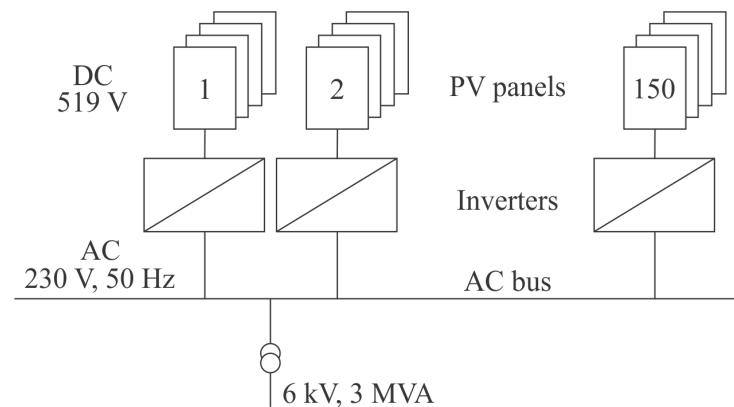 DC
519 V
1
2
PV panels
150
Inverters
AC
230 V, 50 Hz
AC bus
6 kV, 3 MVA